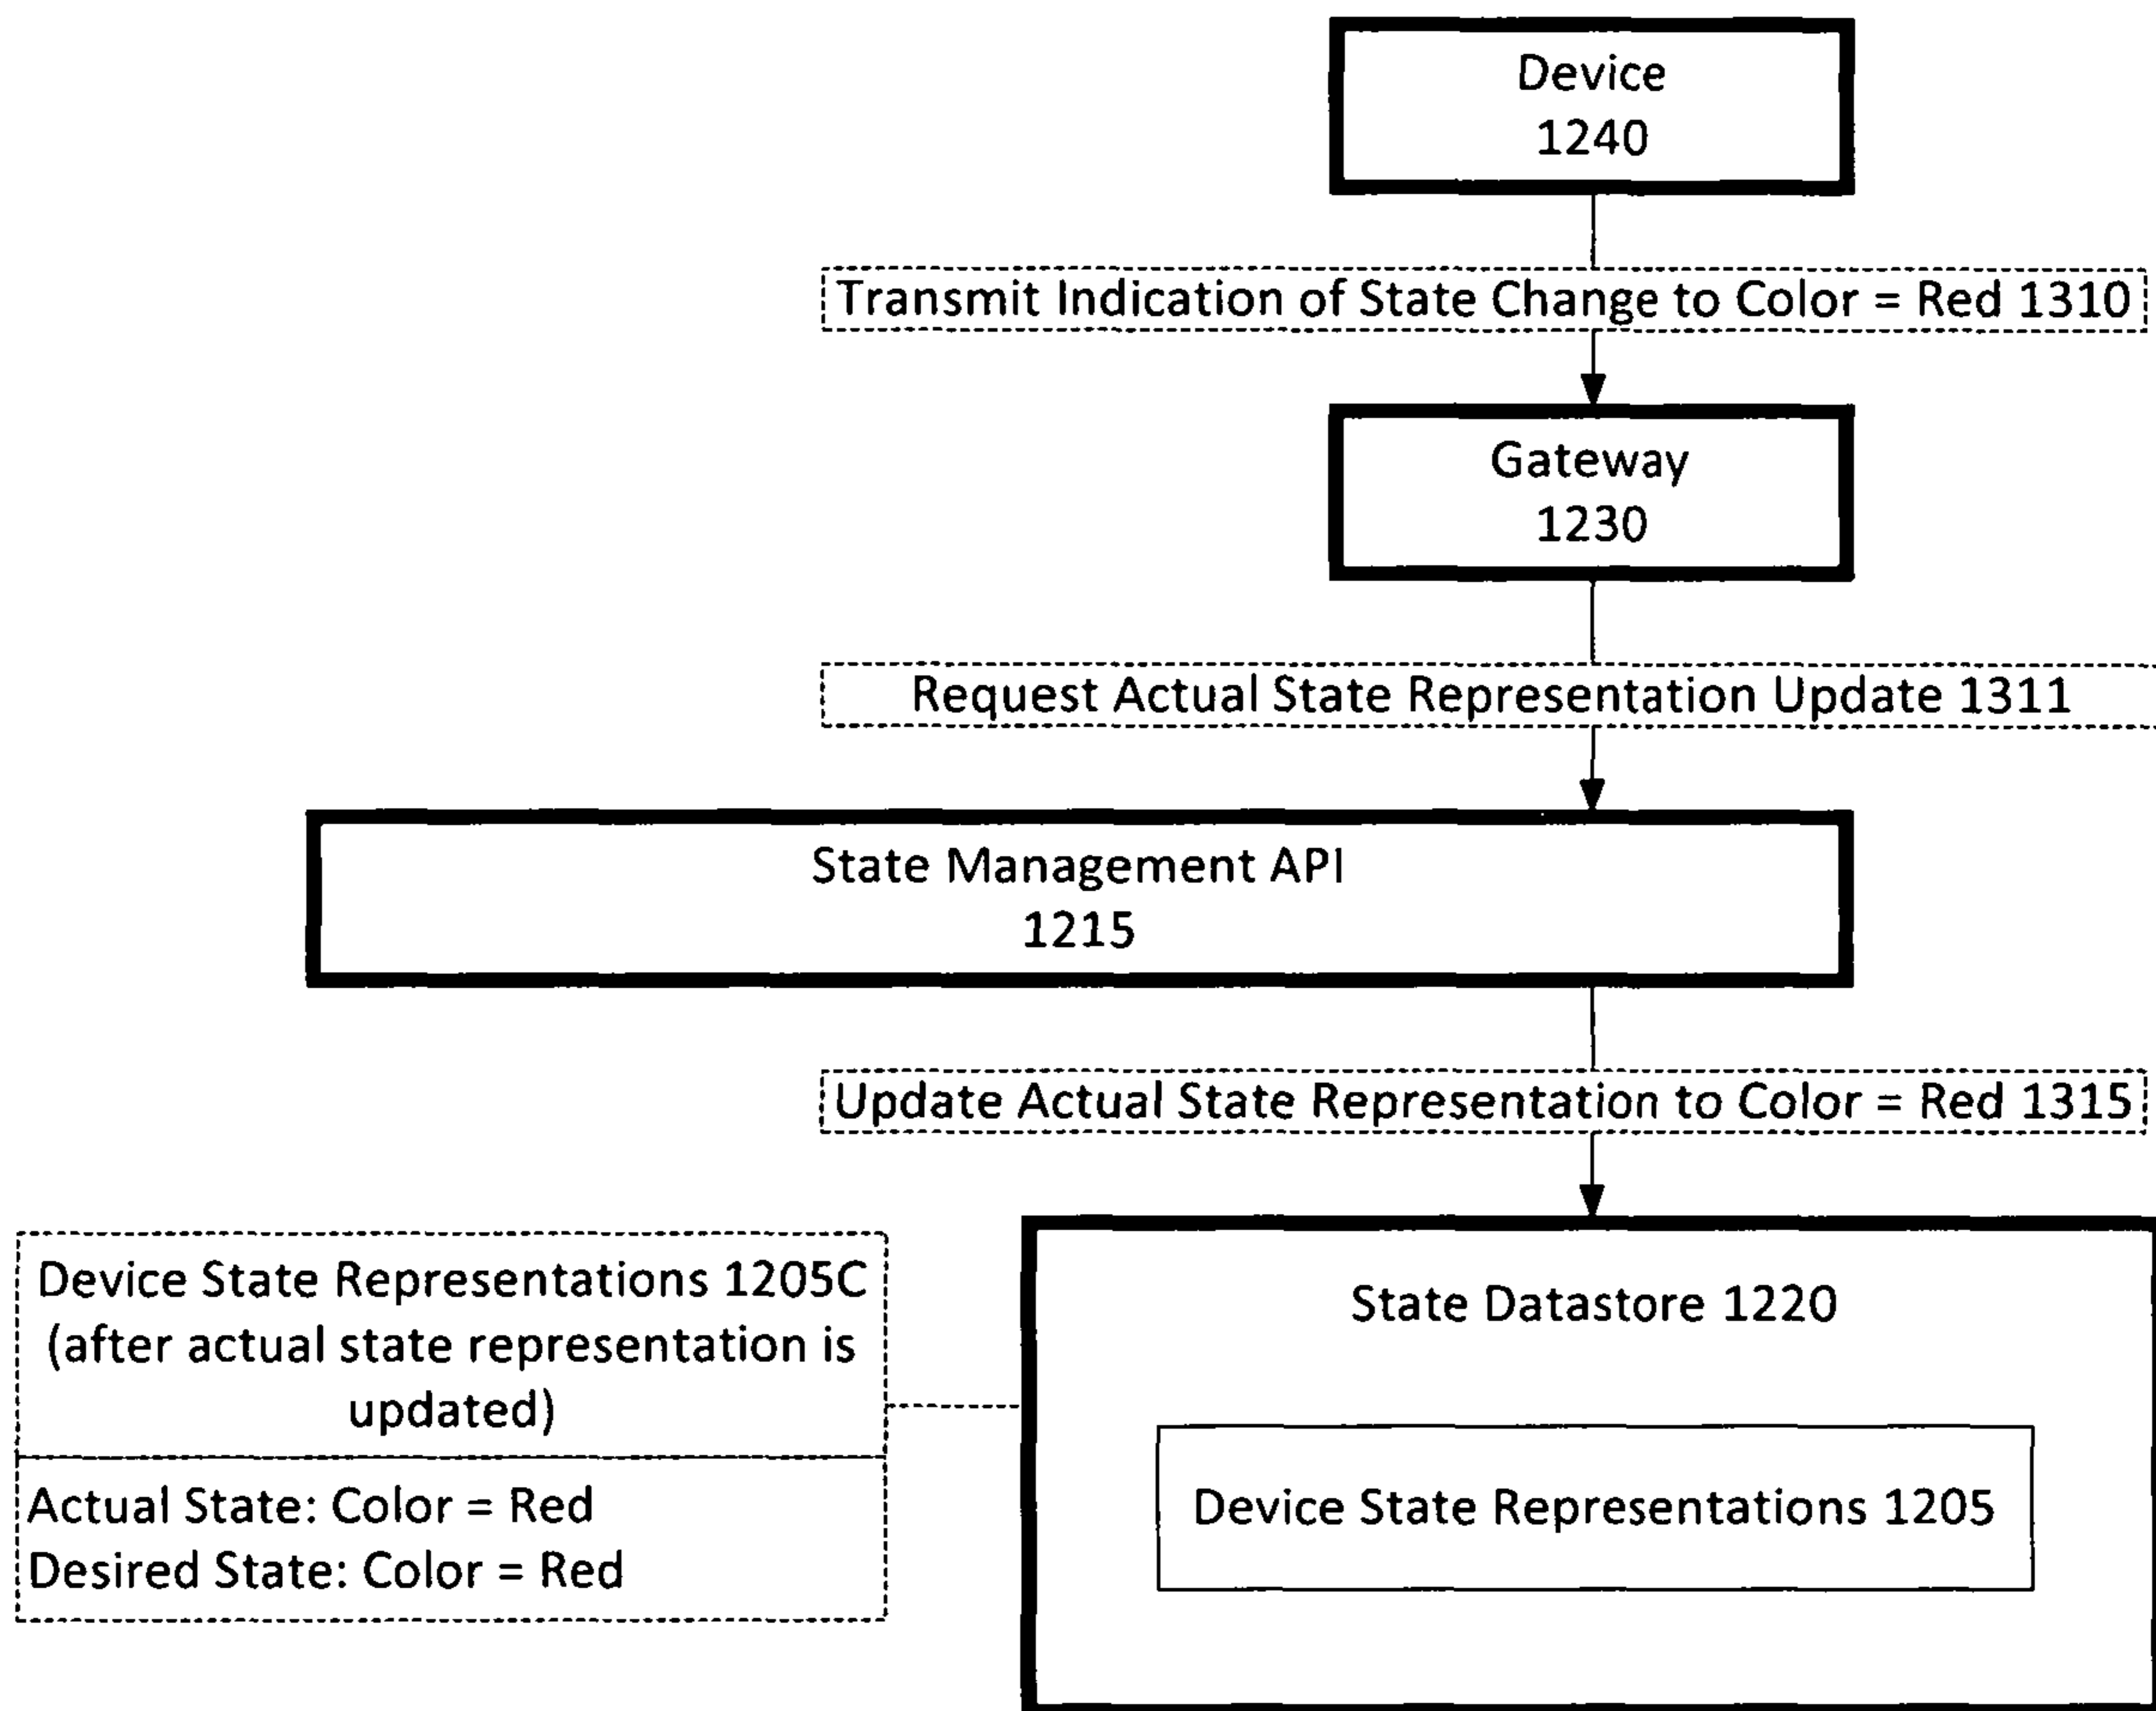 Device
1240
Transmit Indication of State Change to Color = Red 1310
Gateway
1230
Request Actual State Representation Update 1311
State Management API
1215
Update Actual State Representation to Color = Red 1315
Device State Representations 1205C
(after actual state representation is
updated)
Actual State: Color = Red
Desired State: Color = Red
State Datastore 1220
Device State Representations 1205